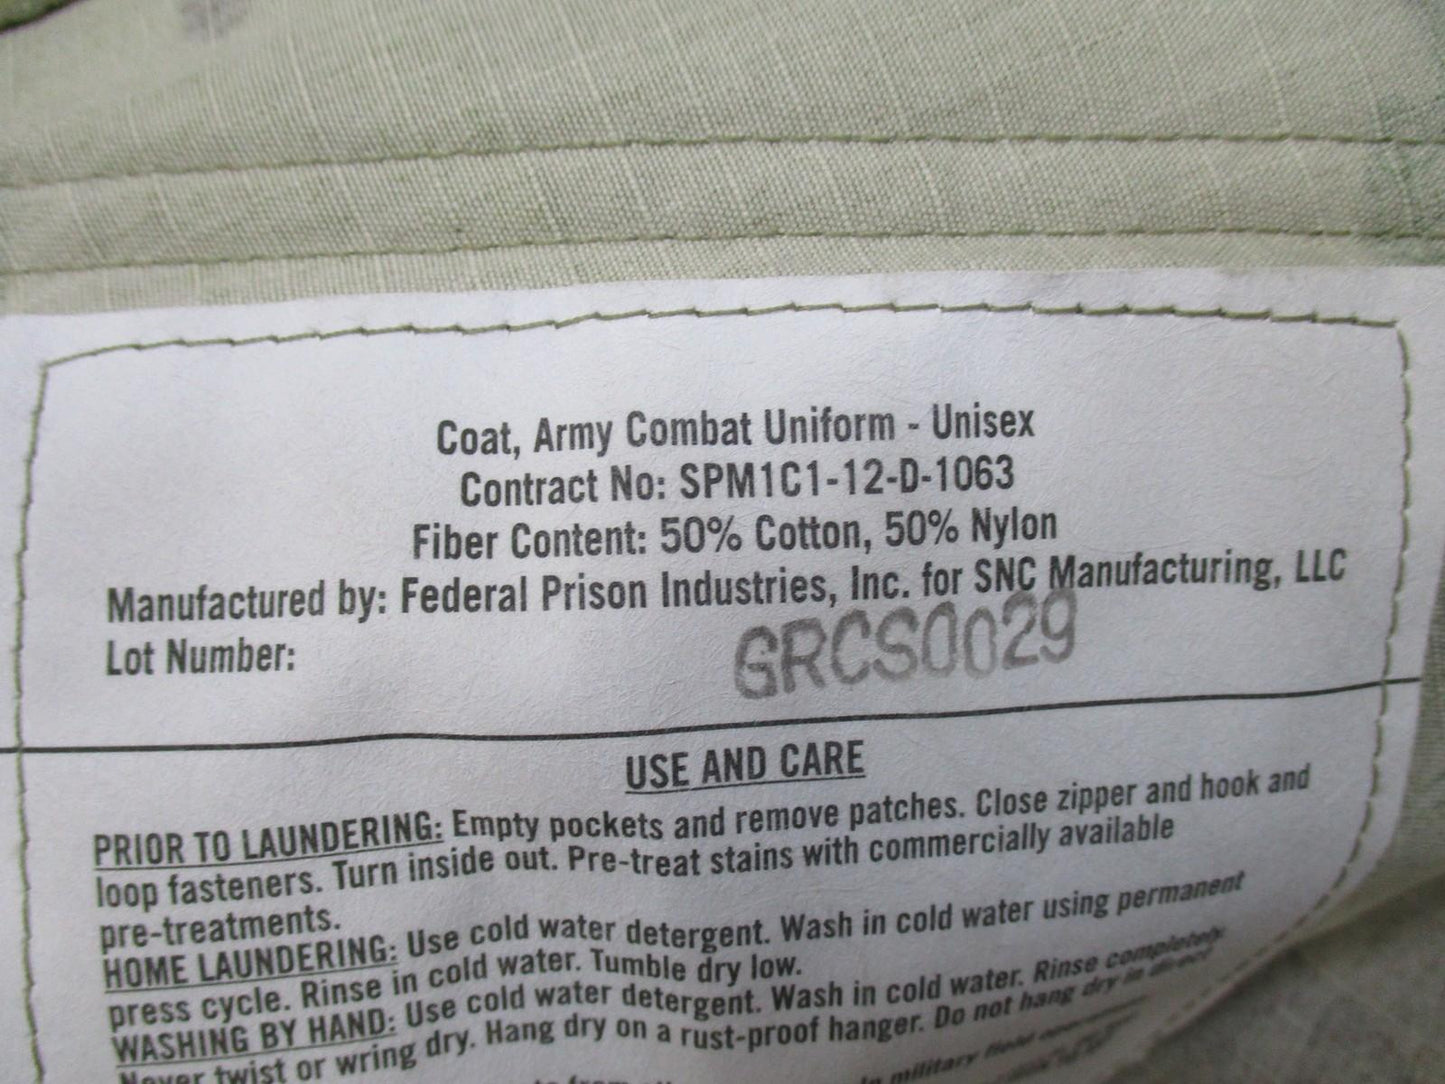 Coat, Army Combat Uniform - Unisex
Contract No: SPM1C1-12-D-1063
Fiber Content: 50% Cotton, 50% Nylon
Manufactured by: Federal Prison Industries, Inc. for SNC Manufacturing, LLC
Lot Number: GRCS0029
USE AND CARE
PRIOR TO LAUNDERING: Empty pockets and remove patches. Close zipper and hook and
loop fasteners. Turn inside out. Pre-treat stains with commercially available
pre-treatments.
HOME LAUNDERING: Use cold water detergent. Wash in cold water using permanent
press cycle. Rinse in cold water. Tumble dry low.
WASHING BY HAND: Use cold water detergent. Wash in cold water. Rinse completely.
Never twist or wring dry. Hang dry on a rust-proof hanger. Do not hang dry in direct
military field